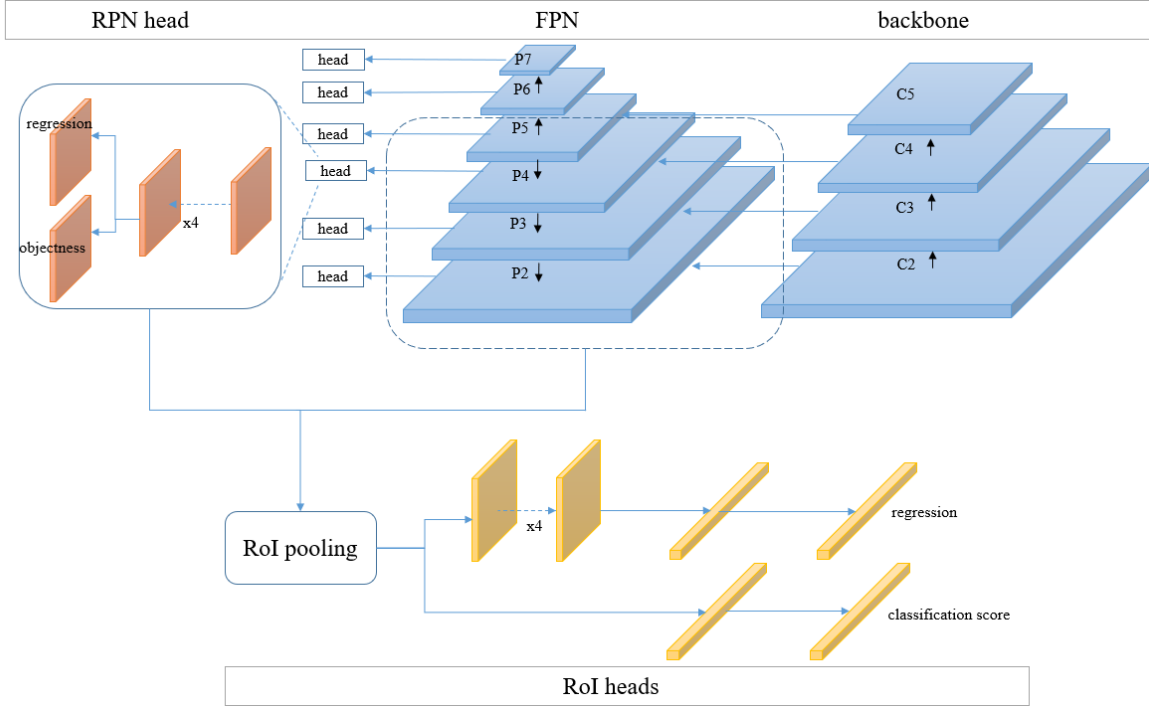 RPN head
FPN
backbone
head
P7
head
P6
C5
regression
head
P5
C4
head
P4
x4
C3
head
P3
objectness
head
P2
C2
x4
regression
RoI pooling
classification score
RoI heads